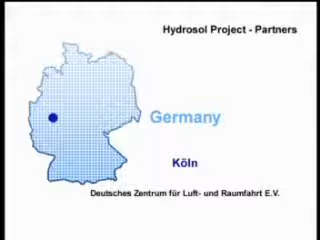 Hydrosol Project - Partners
Germany
Köln
Deutsches Zentrum für Luft- und Raumfahrt E.V.